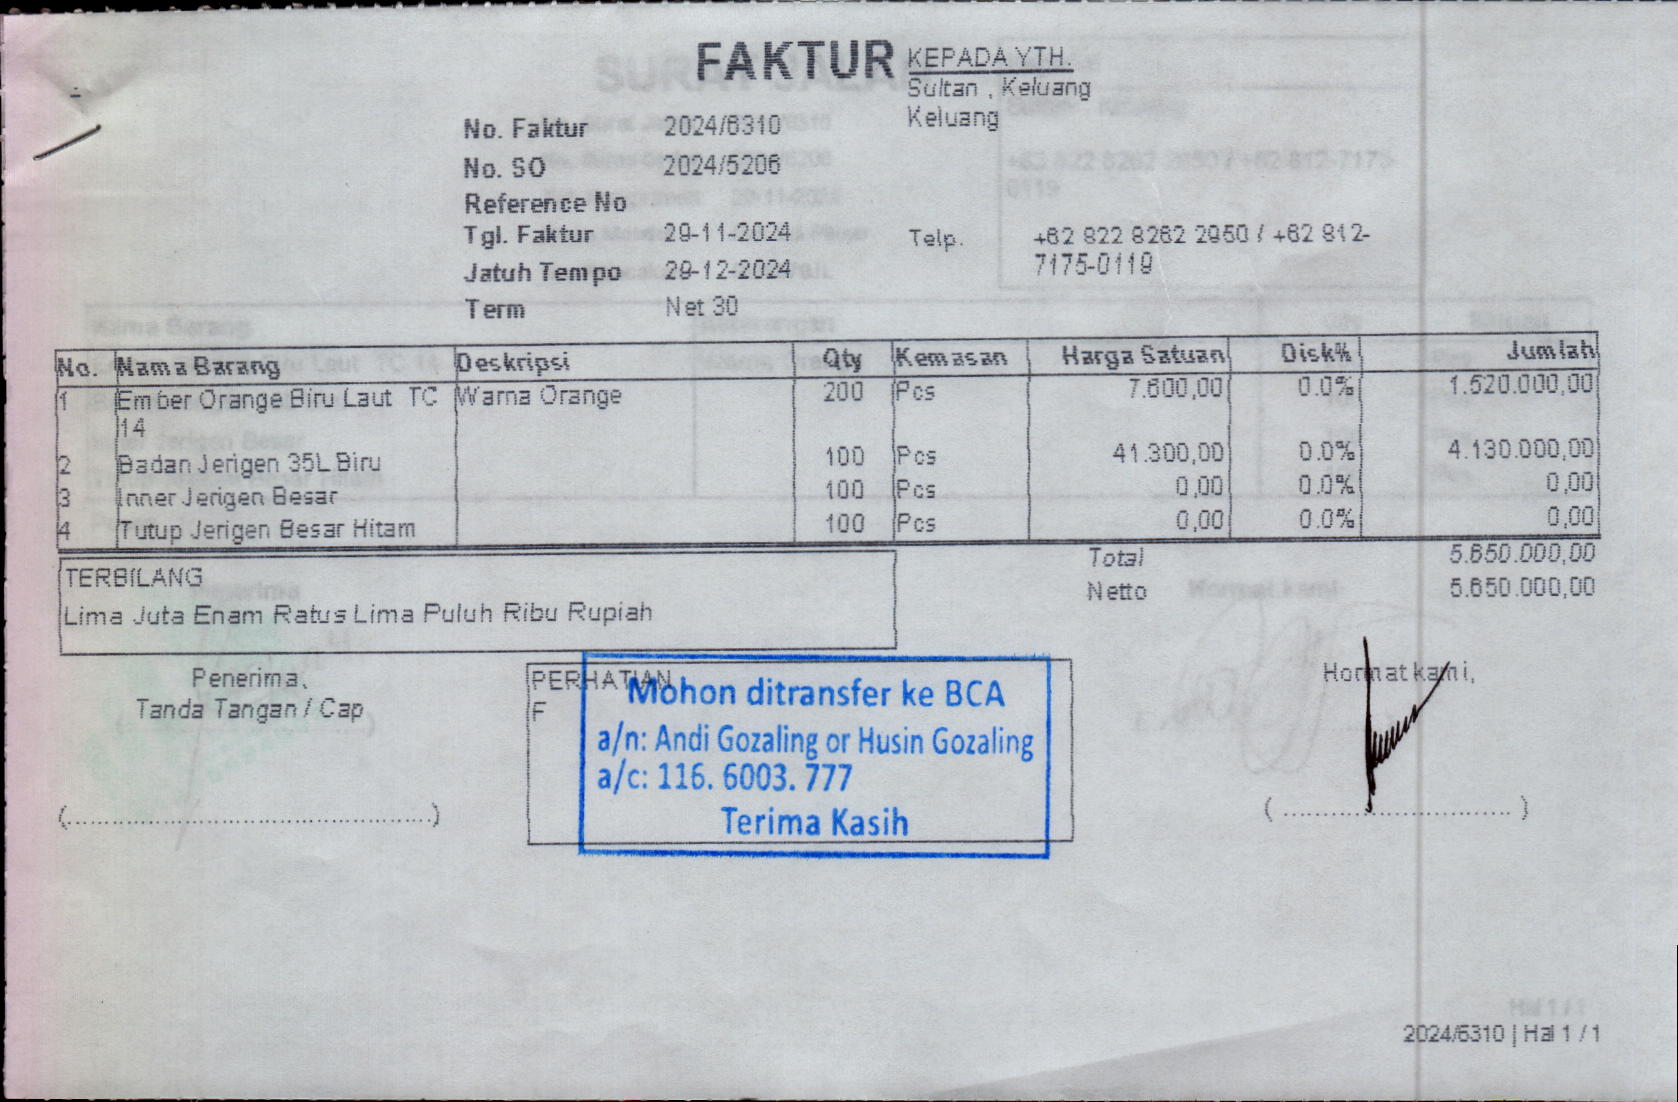 FAKTUR
KEPADA YTH.
Sultan , Keluang
Keluang
No. Faktur 2024/6310
No. SO 2024/5206
Reference No
Tgl. Faktur 29-11-2024
Telp. +62 822 8262 2950 / +62 812-
7175-0119
Jatuh Tempo 29-12-2024
Term Net 30
No. Nama Barang Deskripsi Qty Kemasan Harga Satuan Disk% Jumlah
1 Ember Orange Biru Laut TC Warna Orange 200 Pcs 7.600,00 0.0% 1.520.000,00
14
2 Badan Jerigen 35L Biru 100 Pcs 41.300,00 0.0% 4.130.000,00
3 Inner Jerigen Besar 100 Pcs 0,00 0.0% 0,00
4 Tutup Jerigen Besar Hitam 100 Pcs 0,00 0.0% 0,00
Total 5.650.000,00
Netto 5.650.000,00
TERBILANG
Lima Juta Enam Ratus Lima Puluh Ribu Rupiah
Penerima,
Tanda Tangan / Cap
(..............................................)
PERHATIAN
F
Mohon ditransfer ke BCA
a/n: Andi Gozaling or Husin Gozaling
a/c: 116. 6003. 777
Terima Kasih
Hormat kami,
( ............................... )
2024/6310 | Hal 1 / 1